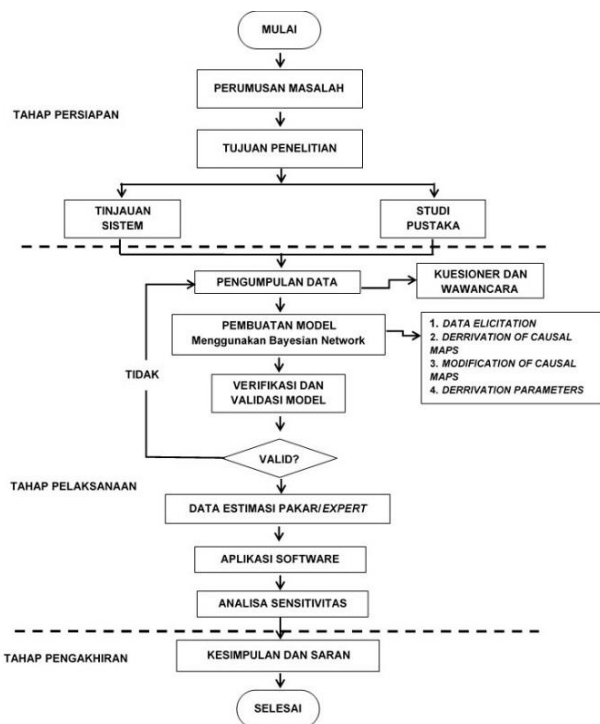 MULAI
PERUMUSAN MASALAH
TAHAP PERSIAPAN
TUJUAN PENELITIAN
TINJAUAN
SISTEM
STUDI
PUSTAKA
PENGUMPULAN DATA
KUESIONER DAN
WAWANCARA
PEMBUATAN MODEL
Menggunakan Bayesian Network
1. DATA ELICITATION
2. DERRIVATION OF CAUSAL
MAPS
3. MODIFICATION OF CAUSAL
MAPS
4. DERRIVATION PARAMETERS
TIDAK
VERIFIKASI DAN
VALIDASI MODEL
VALID?
TAHAP PELAKSANAAN
DATA ESTIMASI PAKAR/EXPERT
APLIKASI SOFTWARE
ANALISA SENSITIVITAS
TAHAP PENGAKHIRAN
KESIMPULAN DAN SARAN
SELESAI